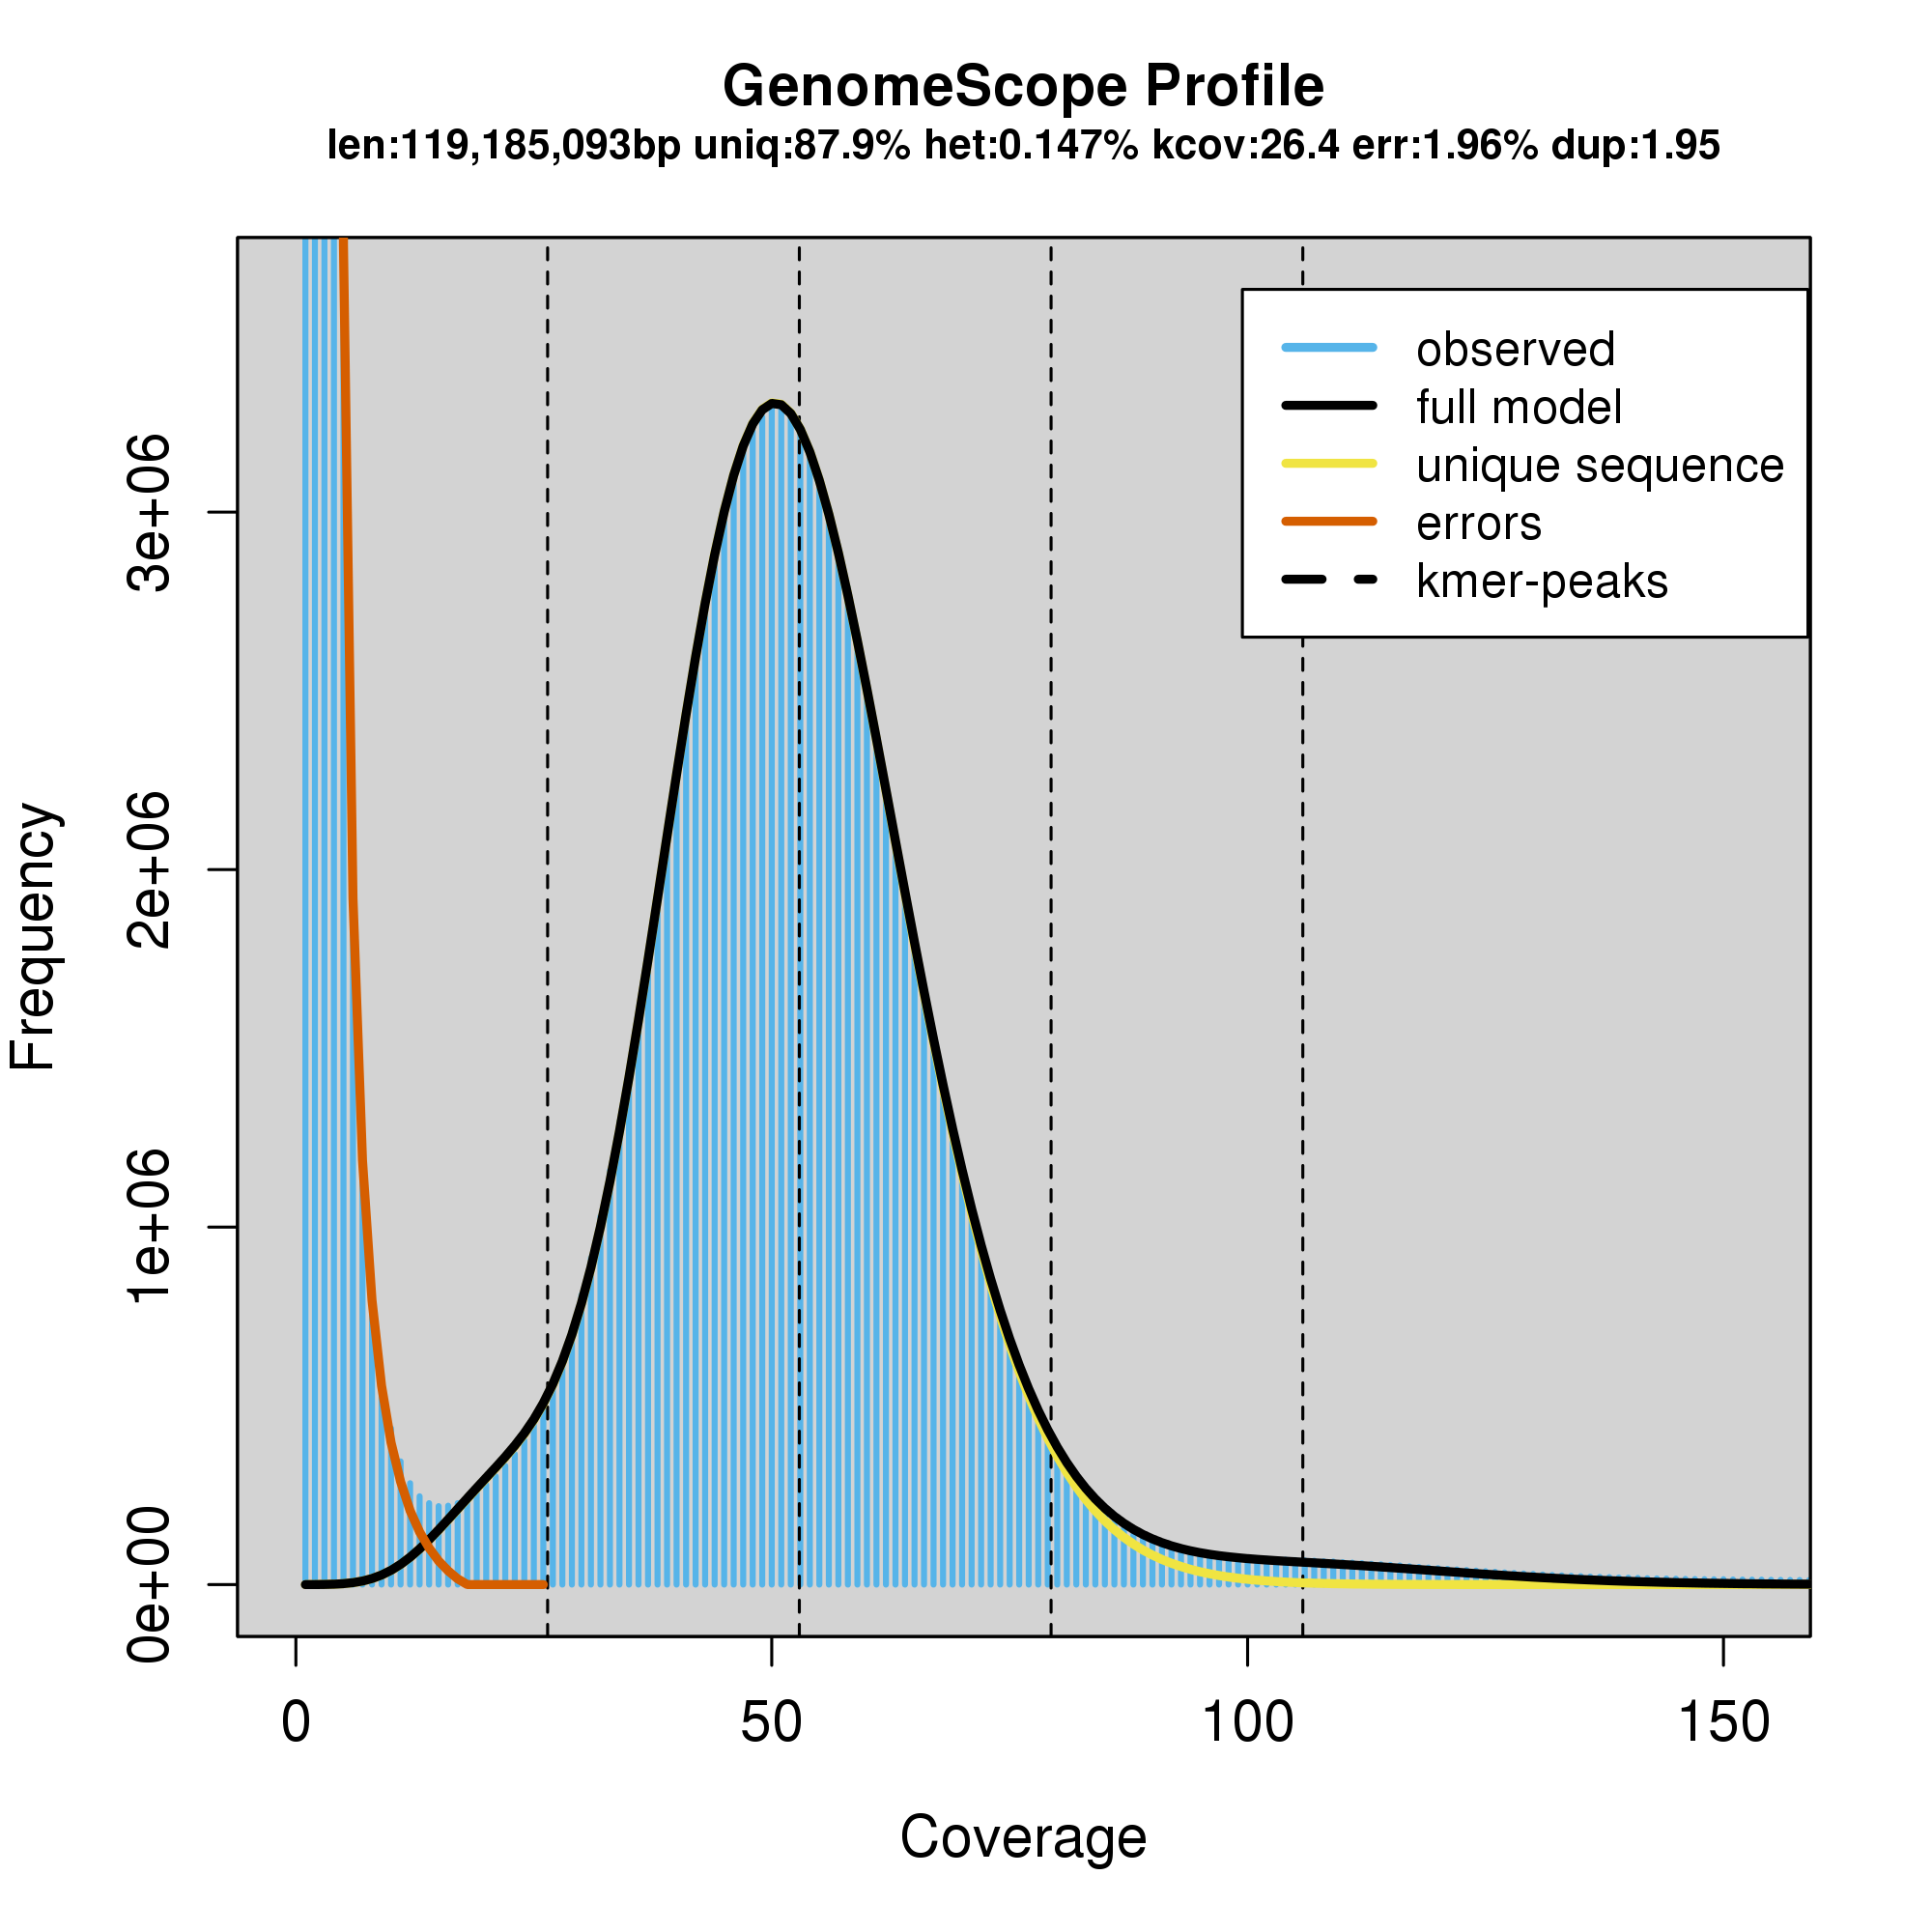 GenomeScope Profile
len:119,185,093bp uniq:87.9% het:0.147% kcov:26.4 err:1.96% dup:1.95
observed
full model
unique sequence
errors
kmer-peaks
Frequency
3e+06
2e+06
1e+06
0e+00
0
50
100
150
Coverage